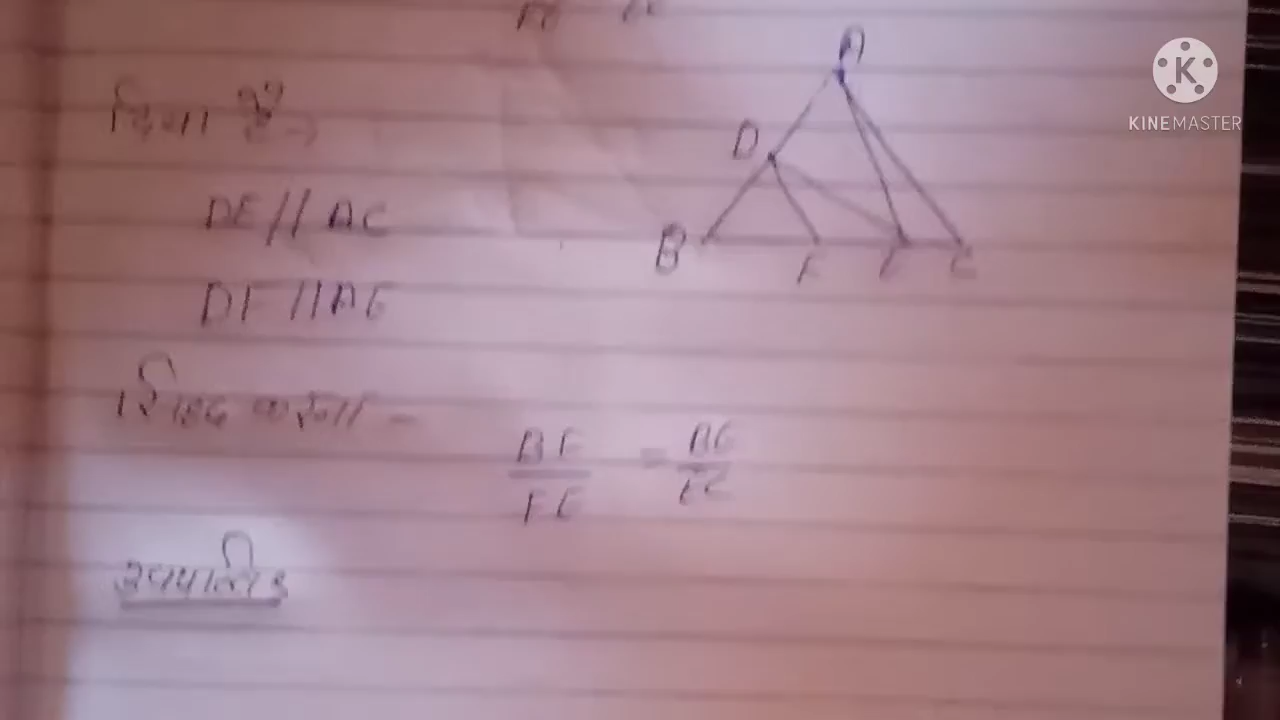 A
D
B F E C
दिया है→
DE//AC
DF//AE
सिद्ध करना -
BF/FE = BE/EC
उपपत्ति
KINEMASTER